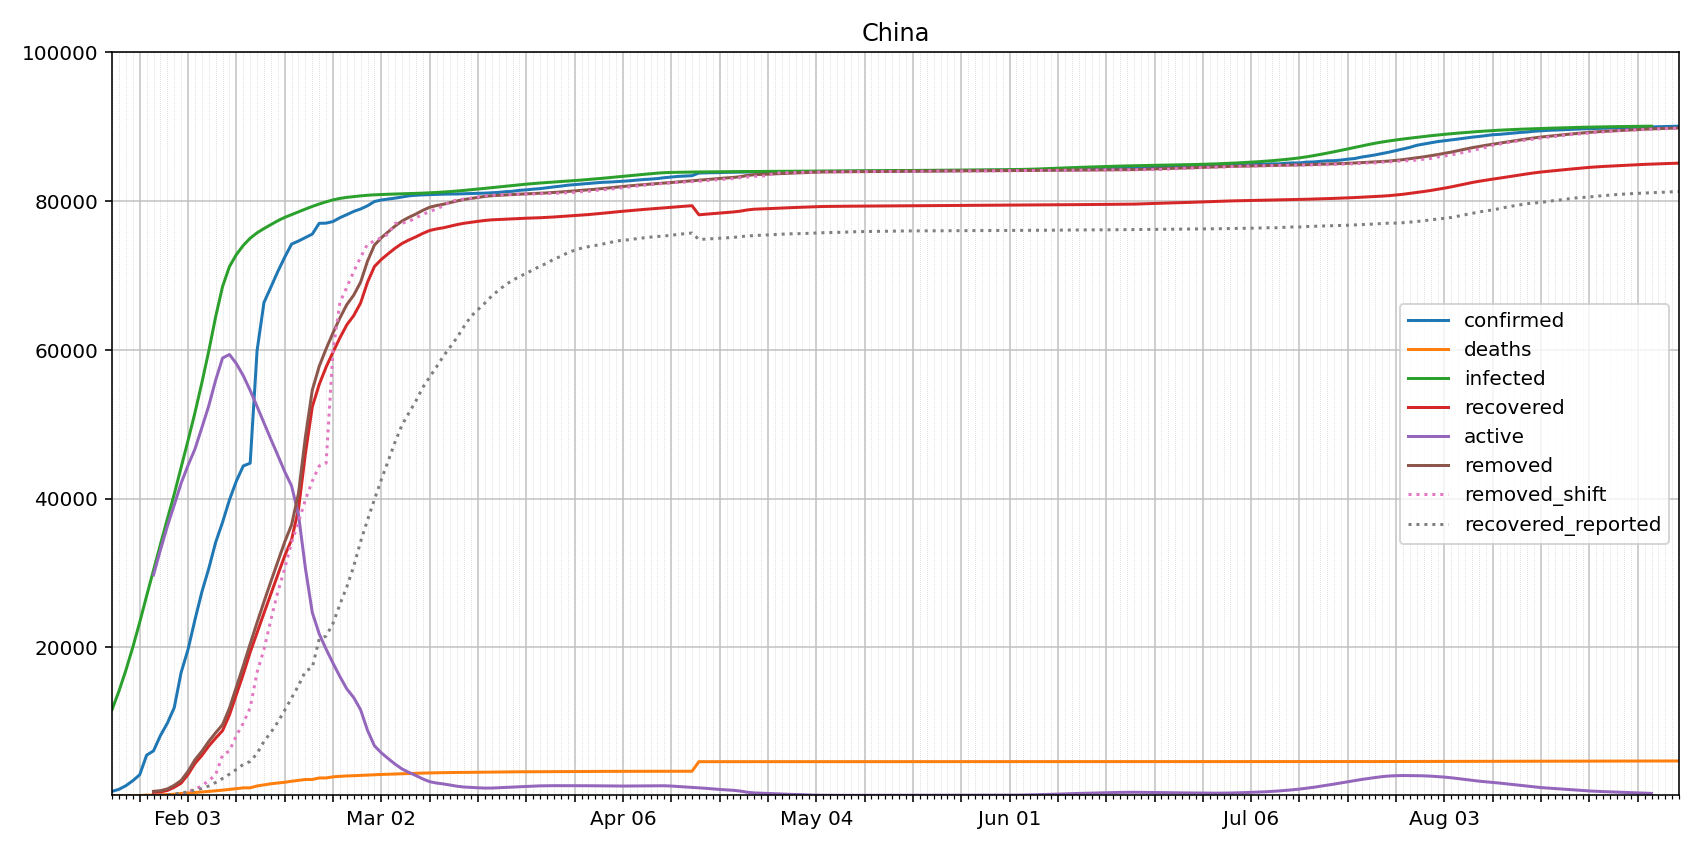 China
100000
80000
60000
40000
20000
confirmed
deaths
infected
recovered
active
removed
removed_shift
recovered_reported
Feb 03 Mar 02 Apr 06 May 04 Jun 01 Jul 06 Aug 03